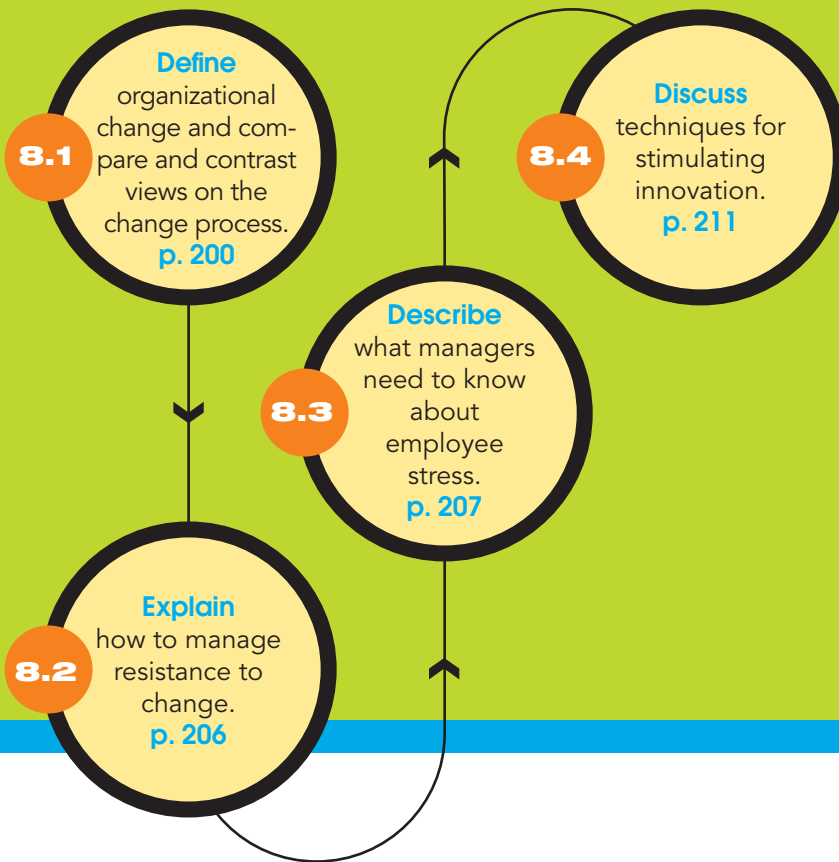 8.1
Define
organizational
change and com-
pare and contrast
views on the
change process.
p. 200
8.2
Explain
how to manage
resistance to
change.
p. 206
8.3
Describe
what managers
need to know
about
employee
stress.
p. 207
8.4
Discuss
techniques for
stimulating
innovation.
p. 211